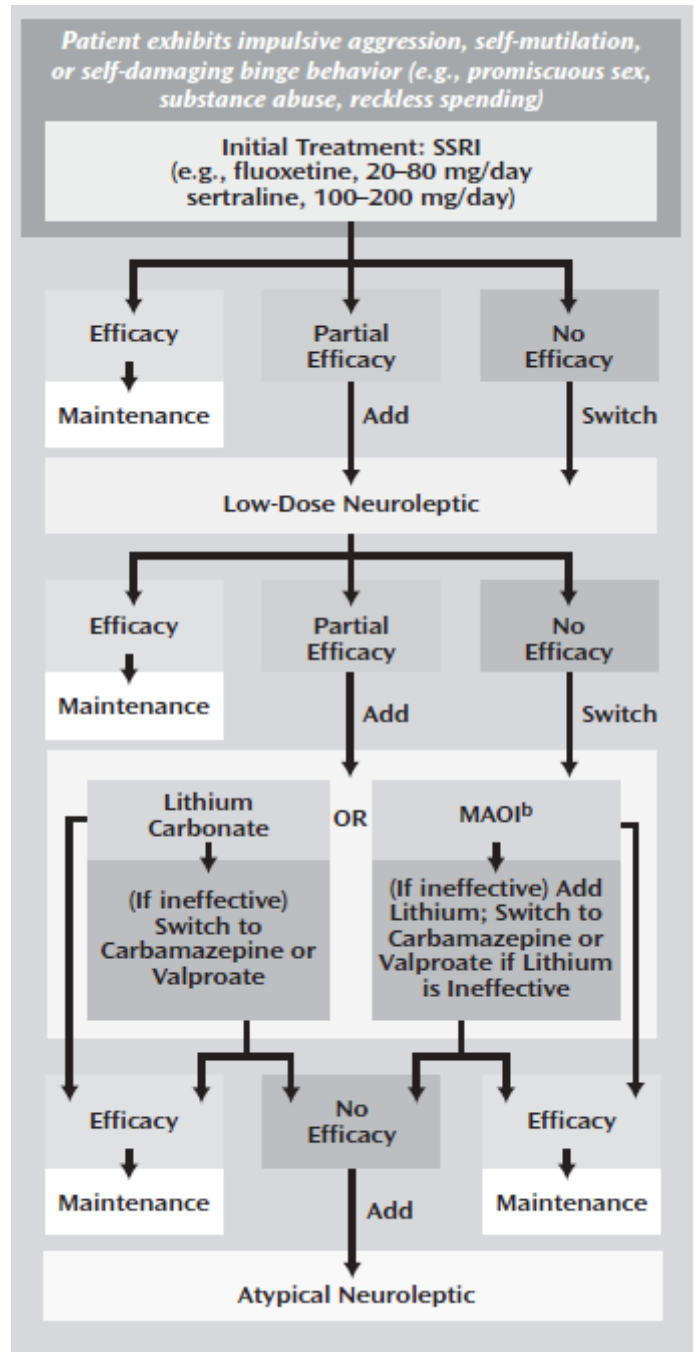 Patient exhibits impulsive aggression, self-mutilation,
or self-damaging binge behavior (e.g., promiscuous sex,
substance abuse, reckless spending)
Initial Treatment: SSRI
(e.g., fluoxetine, 20–80 mg/day
sertraline, 100–200 mg/day)
Efficacy
Maintenance
Partial
Efficacy
Add
No
Efficacy
Switch
Low-Dose Neuroleptic
Efficacy
Maintenance
Partial
Efficacy
Add
No
Efficacy
Switch
Lithium
Carbonate
(If ineffective)
Switch to
Carbamazepine or
Valproate
OR
MAOIᵇ
(If ineffective) Add
Lithium; Switch to
Carbamazepine or
Valproate if Lithium
is Ineffective
Efficacy
Maintenance
No
Efficacy
Add
Efficacy
Maintenance
Atypical Neuroleptic